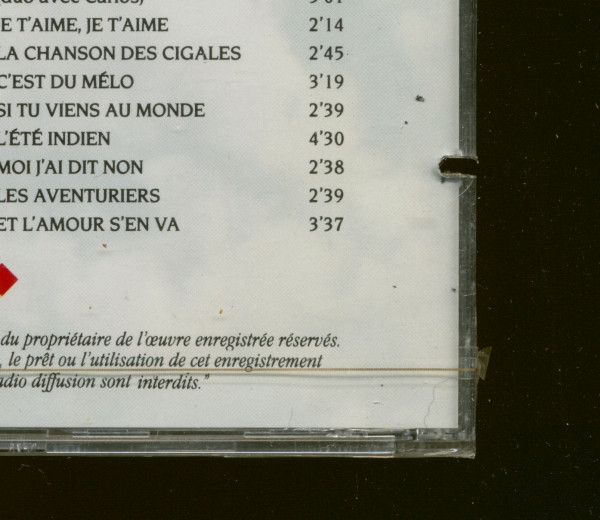 avec
E T'AIME, JE T'AIME 2'14
LA CHANSON DES CIGALES 2'45
C'EST DU MÉLO 3'19
SI TU VIENS AU MONDE 2'39
L'ÉTÉ INDIEN 4'30
MOI J'AI DIT NON 2'38
LES AVENTURIERS 2'39
ET L'AMOUR S'EN VA 3'37
du propriétaire de l'œuvre enregistrée réservés.
, le prêt ou l'utilisation de cet enregistrement
dio diffusion sont interdits."